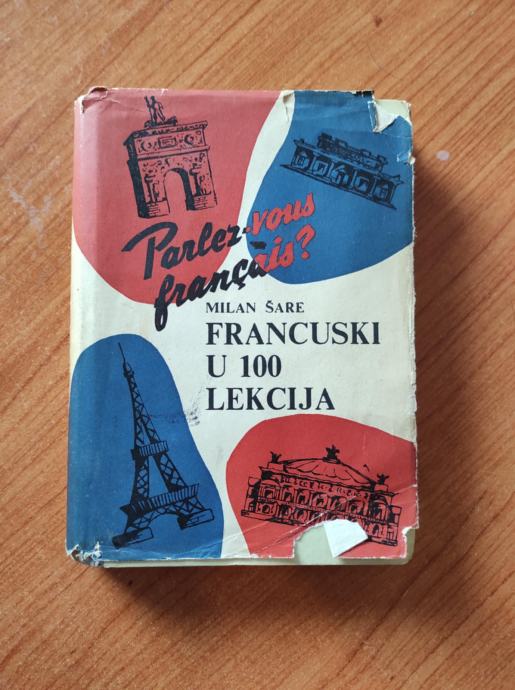 Parlez-vous
français?
MILAN ŠARE
FRANCUSKI
U 100
LEKCIJA